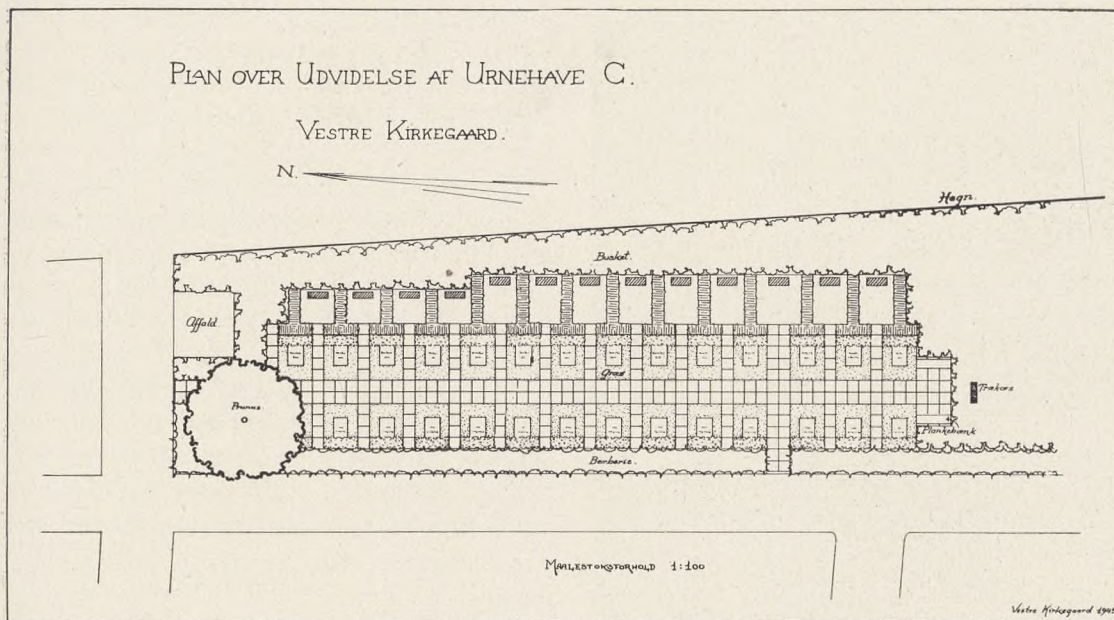 PLAN OVER UDVIDELSE AF URNEHAVE C.
VESTRE KIRKEGAARD.
N.
Hegn.
Busket.
Affald
Græs
Prunus
Trækors
Plankebænk
Berberis.
MAALESTOKSFORHOLD 1:100
Vestre Kirkegaard